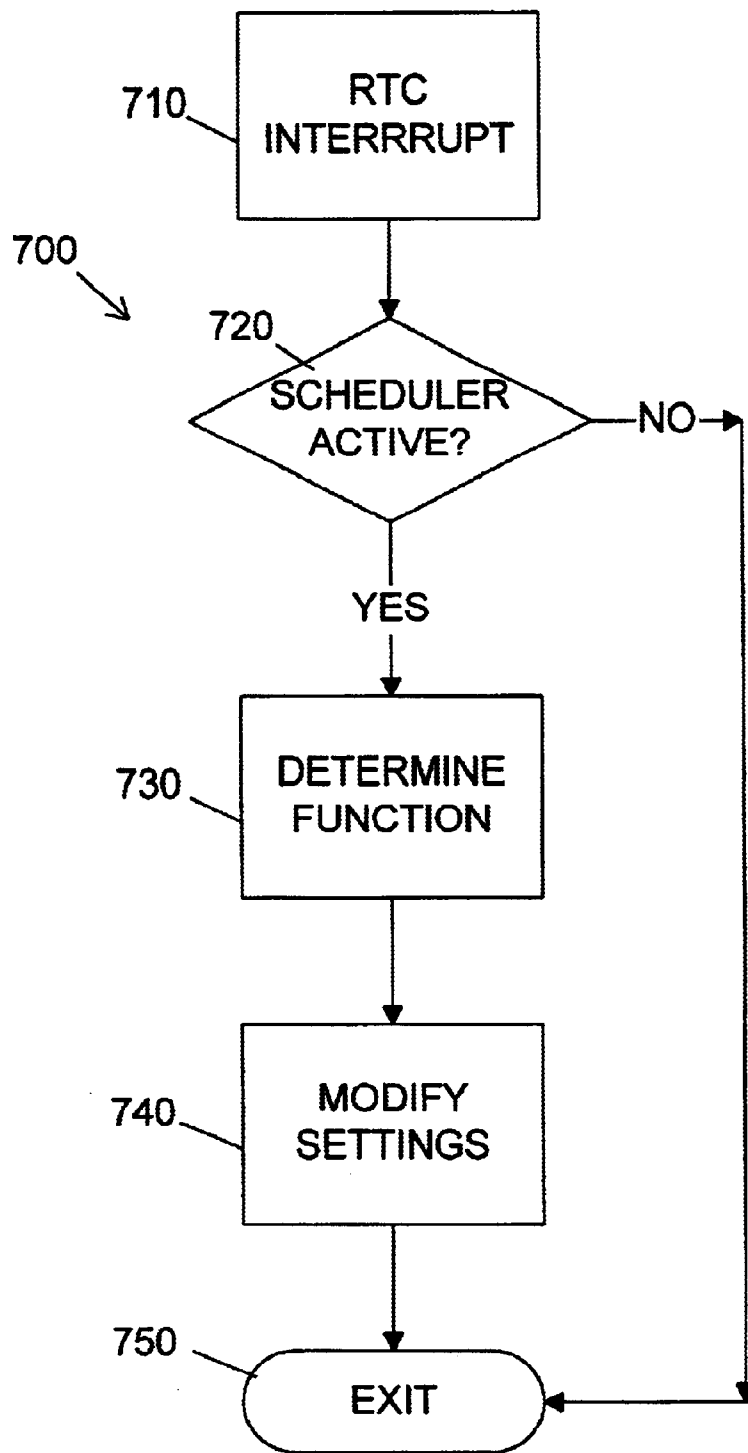 RTC
710
INTERRRUPT
700
720
SCHEDULER
ACTIVE?
NO
YES
730
DETERMINE
FUNCTION
740
MODIFY
SETTINGS
750
EXIT